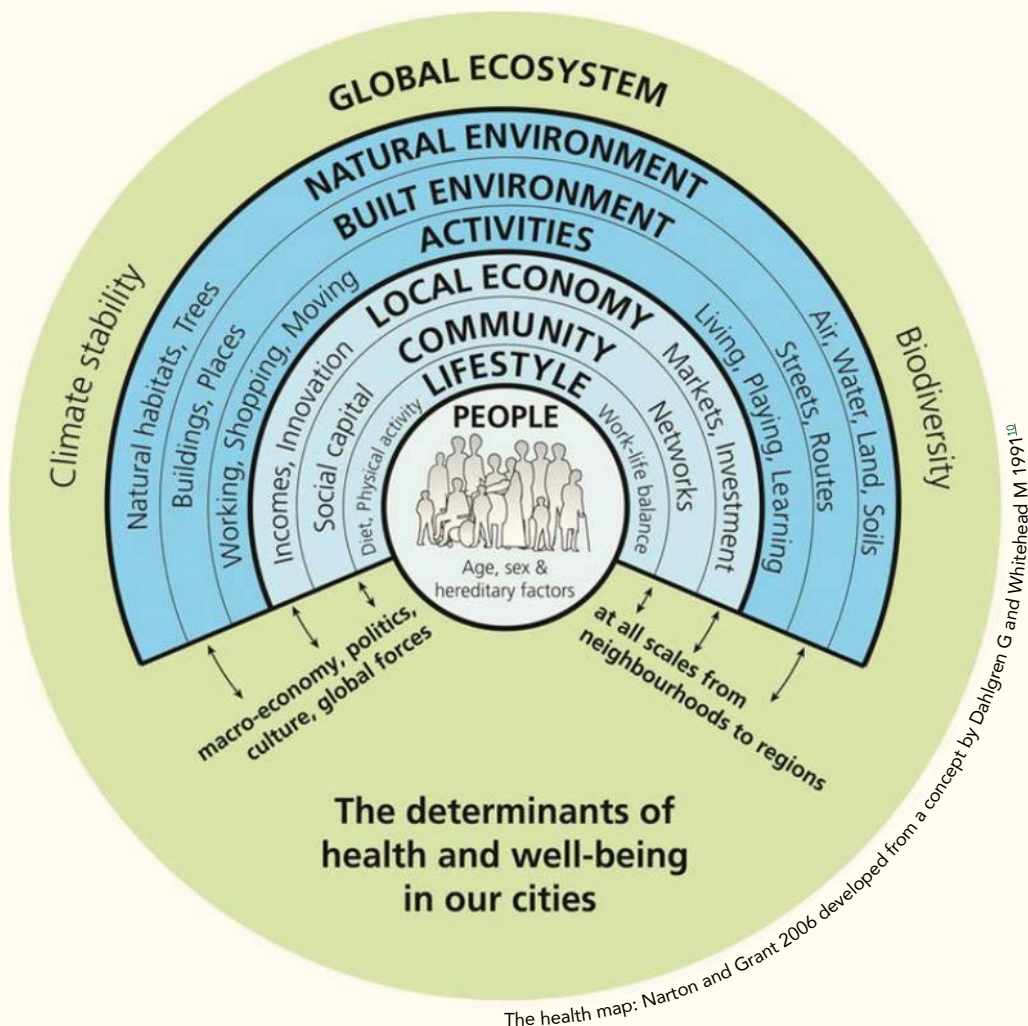 GLOBAL ECOSYSTEM
Climate stability
Biodiversity
NATURAL ENVIRONMENT
Natural habitats, Trees
Air, Water, Land, Soils
BUILT ENVIRONMENT
Buildings, Places
Streets, Routes
ACTIVITIES
Working, Shopping, Moving
Living, Playing, Learning
LOCAL ECONOMY
Incomes, Innovation
Markets, Investment
COMMUNITY
Social capital
Networks
LIFESTYLE
Diet, Physical activity
Work-life balance
PEOPLE
Age, sex &
hereditary factors
macro-economy, politics,
culture, global forces
at all scales from
neighbourhoods to regions
The determinants of
health and well-being
in our cities
The health map: Narton and Grant 2006 developed from a concept by Dahlgren G and Whitehead M 1991